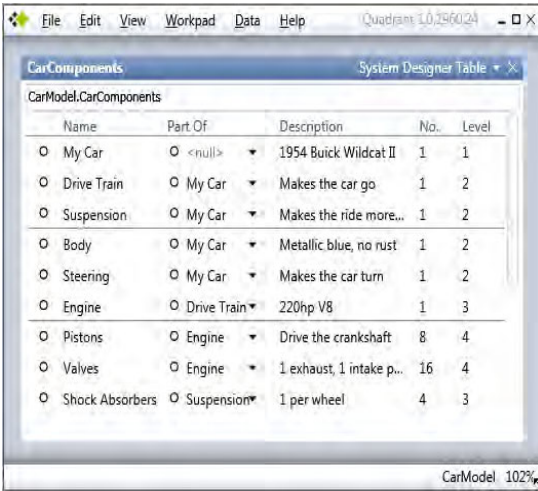 File Edit View Workpad Data Help Quadrant 1.0.2960.24
CarComponents System Designer Table
CarModel.CarComponents
Name Part Of Description No.. Level
My Car <null> 1954 Buick Wildcat II 1 1
Drive Train My Car Makes the car go 1 2
Suspension My Car Makes the ride more... 1 2
Body My Car Metallic blue, no rust 1 2
Steering My Car Makes the car turn 1 2
Engine Drive Train 220hp V8 1 3
Pistons Engine Drive the crankshaft 8 4
Valves Engine 1 exhaust, 1 intake p... 16 4
Shock Absorbers Suspension 1 per wheel 4 3
CarModel 102%